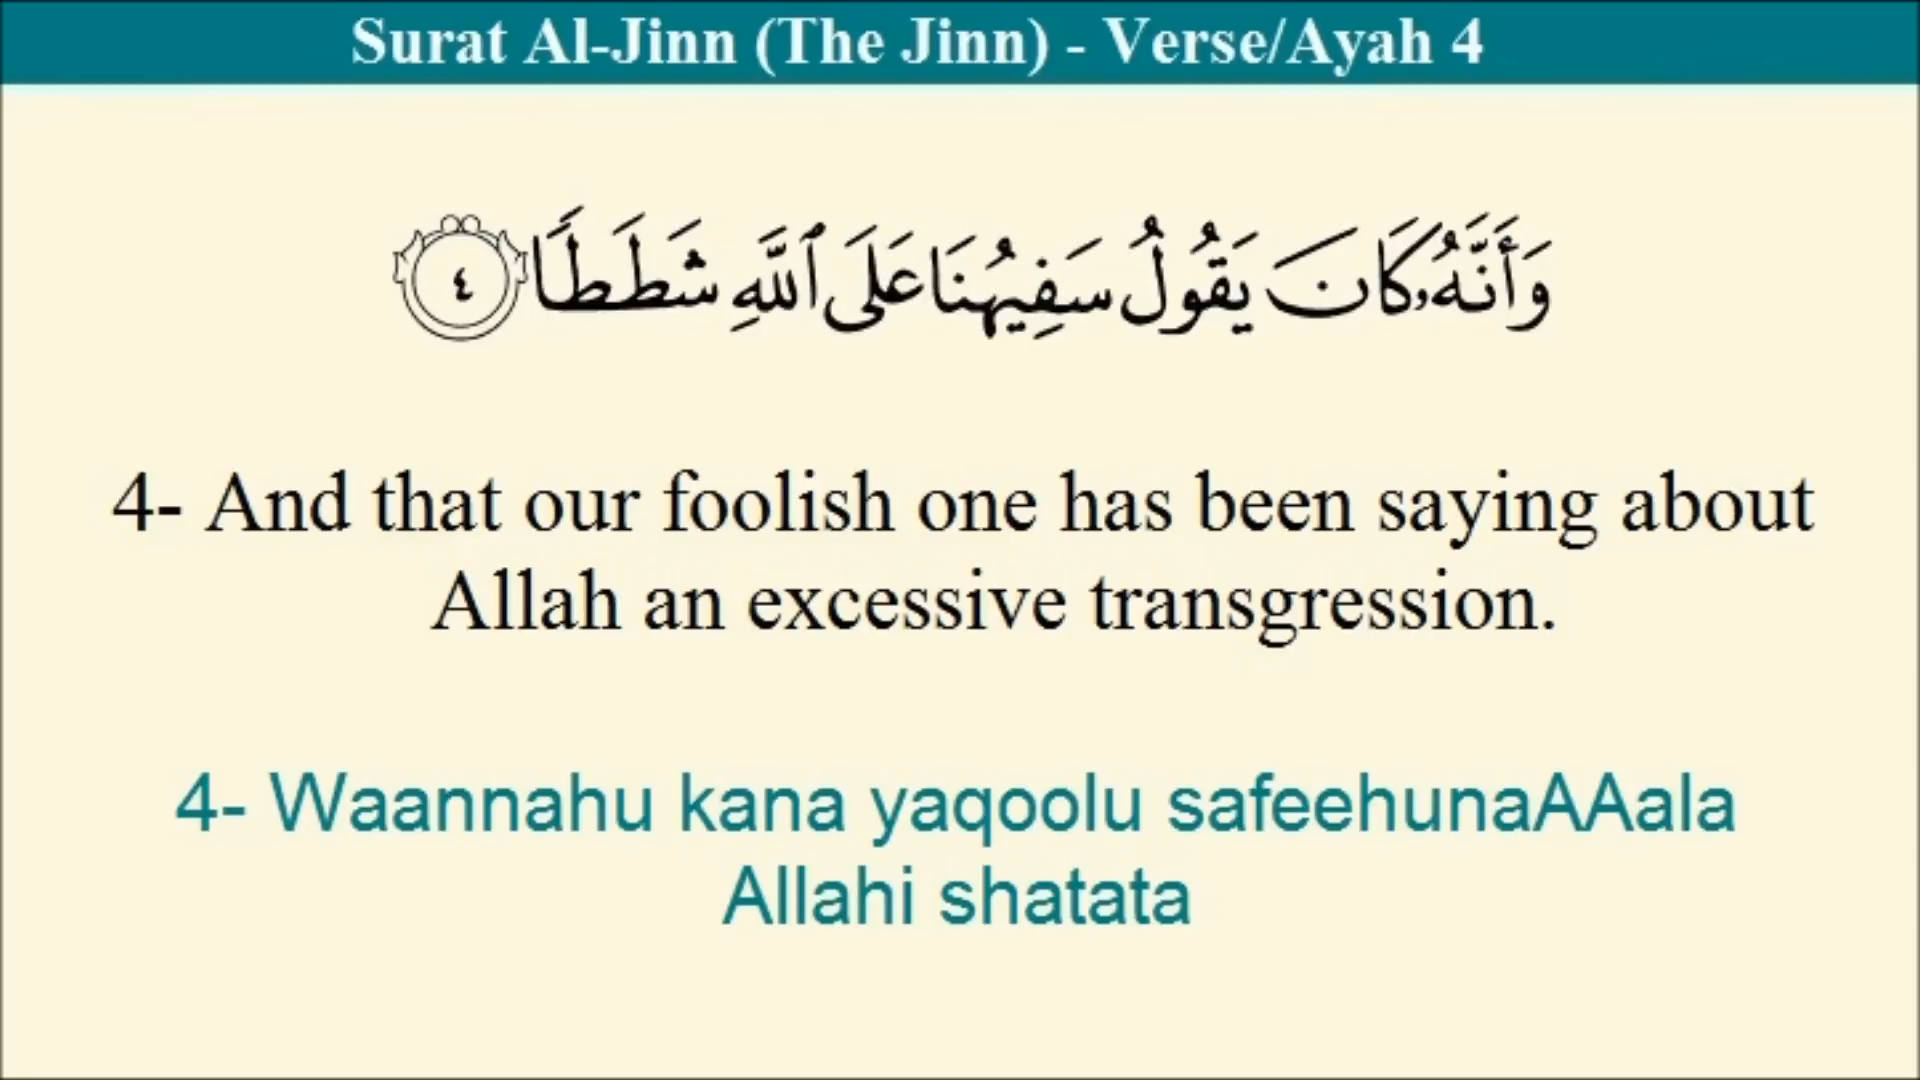 Surat Al-Jinn (The Jinn) - Verse/Ayah 4
وَأَنَّهُۥ كَانَ يَقُولُ سَفِيهُنَا عَلَى ٱللَّهِ شَطَطًا ٤
4- And that our foolish one has been saying about
Allah an excessive transgression.
4- Waannahu kana yaqoolu safeehunaAAala
Allahi shatata